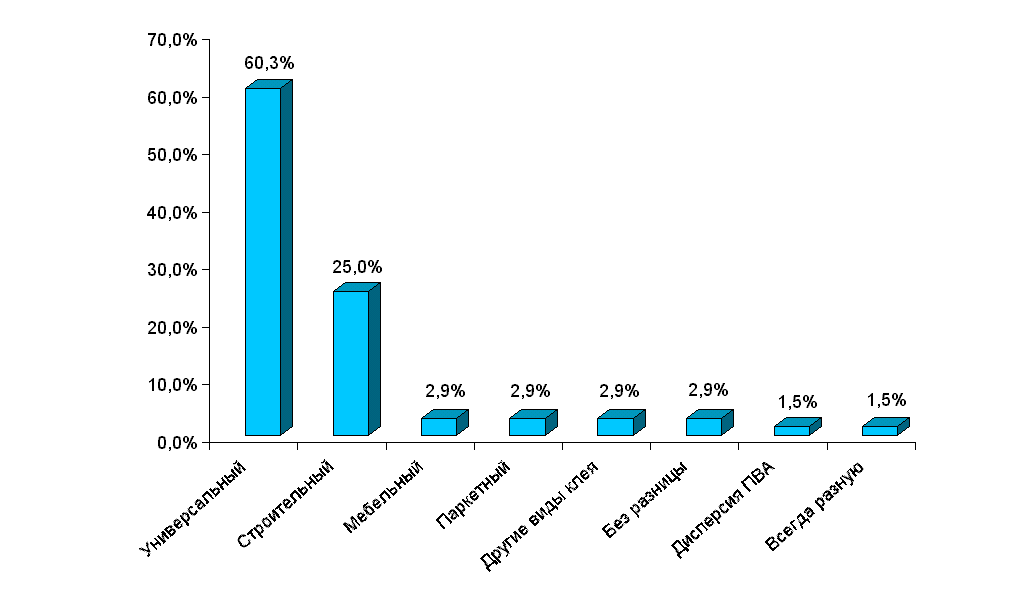 70,0%
60,0%
50,0%
40,0%
30,0%
20,0%
10,0%
0,0%
60,3%
25,0%
2,9%
2,9%
2,9%
2,9%
1,5%
1,5%
Универсальный
Строительный
Мебельный
Паркетный
Другие виды клея
Без разницы
Дисперсия ПВА
Всегда разную